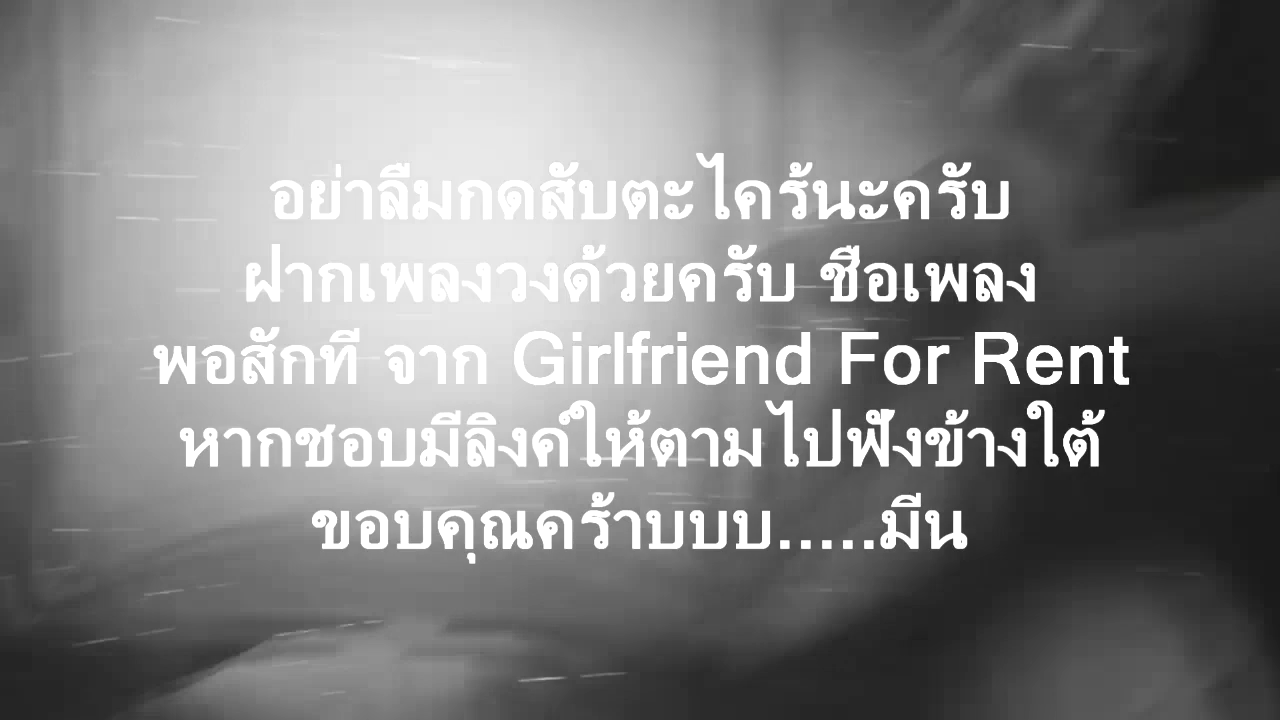 อย่าลืมกดสับตะไคร้นะครับ
ฝากเพลงวงด้วยครับ ชื่อเพลง
พอสักที จาก Girlfriend For Rent
หากชอบมีลิงค์ให้ตามไปฟังข้างใต้
ขอบคุณคร้าบบบ.....มีน